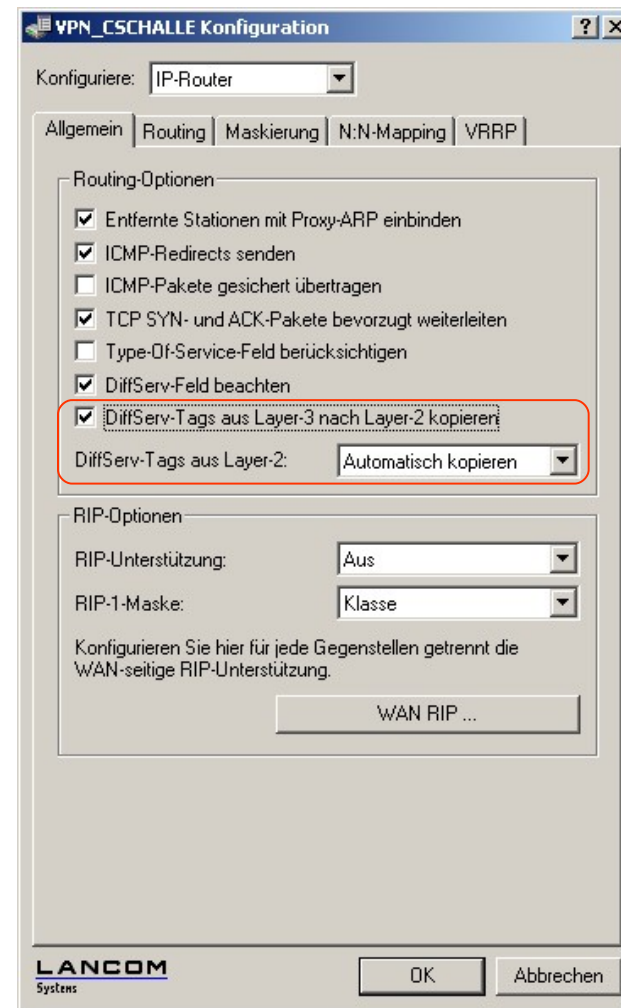 VPN_CSCHALLE Konfiguration
Konfiguriere: IP-Router
Allgemein Routing Maskierung N:N-Mapping VRRP
Routing-Optionen
Entfernte Stationen mit Proxy-ARP einbinden
ICMP-Redirects senden
ICMP-Pakete gesichert übertragen
TCP SYN- und ACK-Pakete bevorzugt weiterleiten
Type-Of-Service-Feld berücksichtigen
DiffServ-Feld beachten
DiffServ-Tags aus Layer-3 nach Layer-2 kopieren
DiffServ-Tags aus Layer-2: Automatisch kopieren
RIP-Optionen
RIP-Unterstützung: Aus
RIP-1-Maske: Klasse
Konfigurieren Sie hier für jede Gegenstellen getrennt die
WAN-seitige RIP-Unterstützung.
WAN RIP ...
LANCOM
Systems
OK Abbrechen